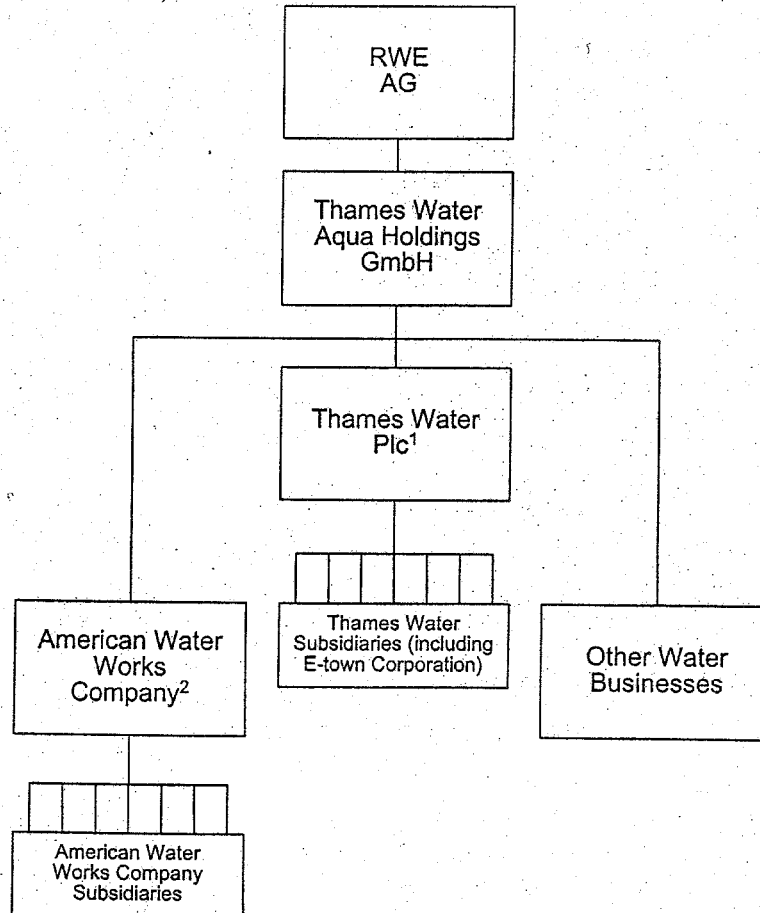 RWE
AG
Thames Water
Aqua Holdings
GmbH
Thames Water
Plc¹
Thames Water
Subsidiaries (including
E-town Corporation)
American Water
Works
Company²
Other Water
Businesses
American Water
Works Company
Subsidiaries